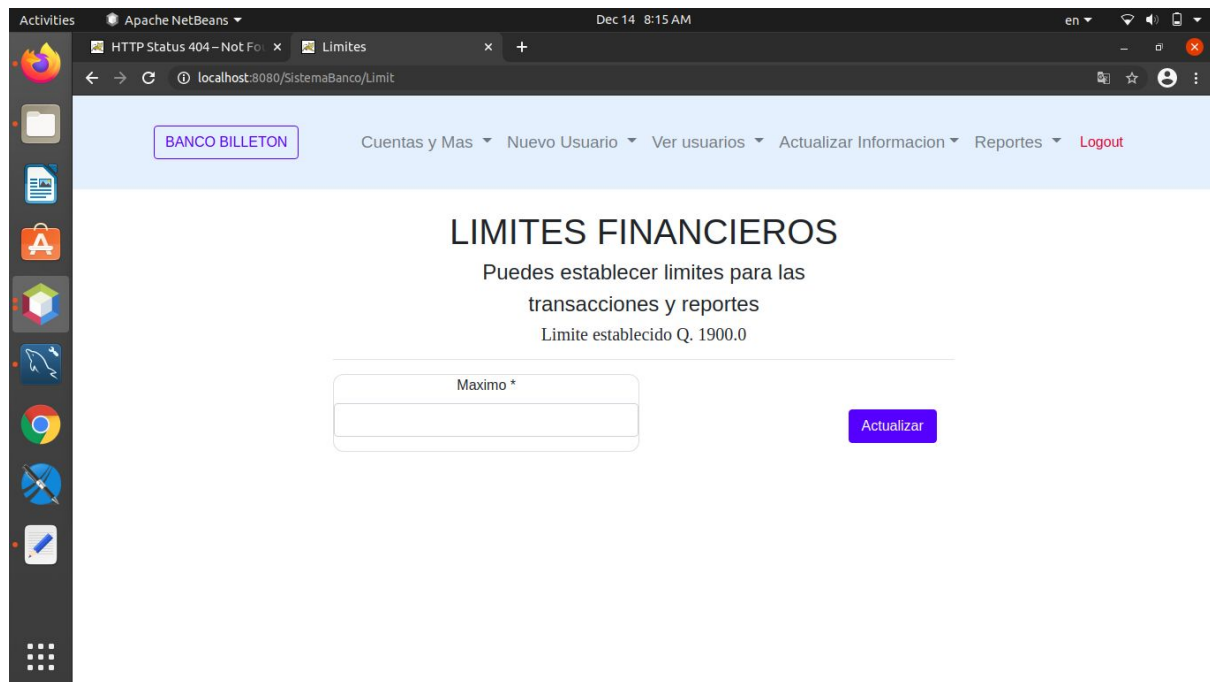 Activities Apache NetBeans Dec 14 8:15 AM en
HTTP Status 404 – Not Fou Limites
localhost:8080/SistemaBanco/Limit
BANCO BILLETON Cuentas y Mas Nuevo Usuario Ver usuarios Actualizar Informacion Reportes Logout
LIMITES FINANCIEROS
Puedes establecer limites para las
transacciones y reportes
Limite establecido Q. 1900.0
Maximo *
Actualizar